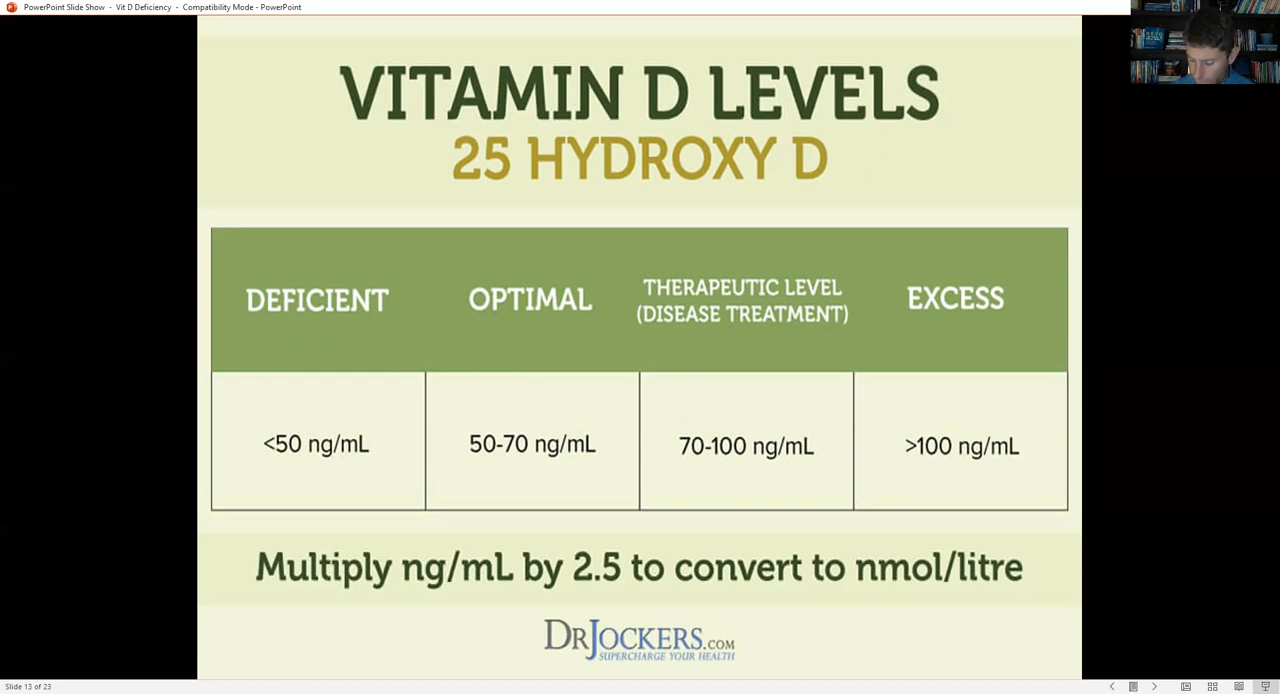 PowerPoint Slide Show - Vit D Deficiency - Compatibility Mode - PowerPoint
VITAMIN D LEVELS
25 HYDROXY D
DEFICIENT
OPTIMAL
THERAPEUTIC LEVEL
(DISEASE TREATMENT)
EXCESS
<50 ng/mL
50-70 ng/mL
70-100 ng/mL
>100 ng/mL
Multiply ng/mL by 2.5 to convert to nmol/litre
DRJOCKERS.COM
SUPERCHARGE YOUR HEALTH
Slide 13 of 23